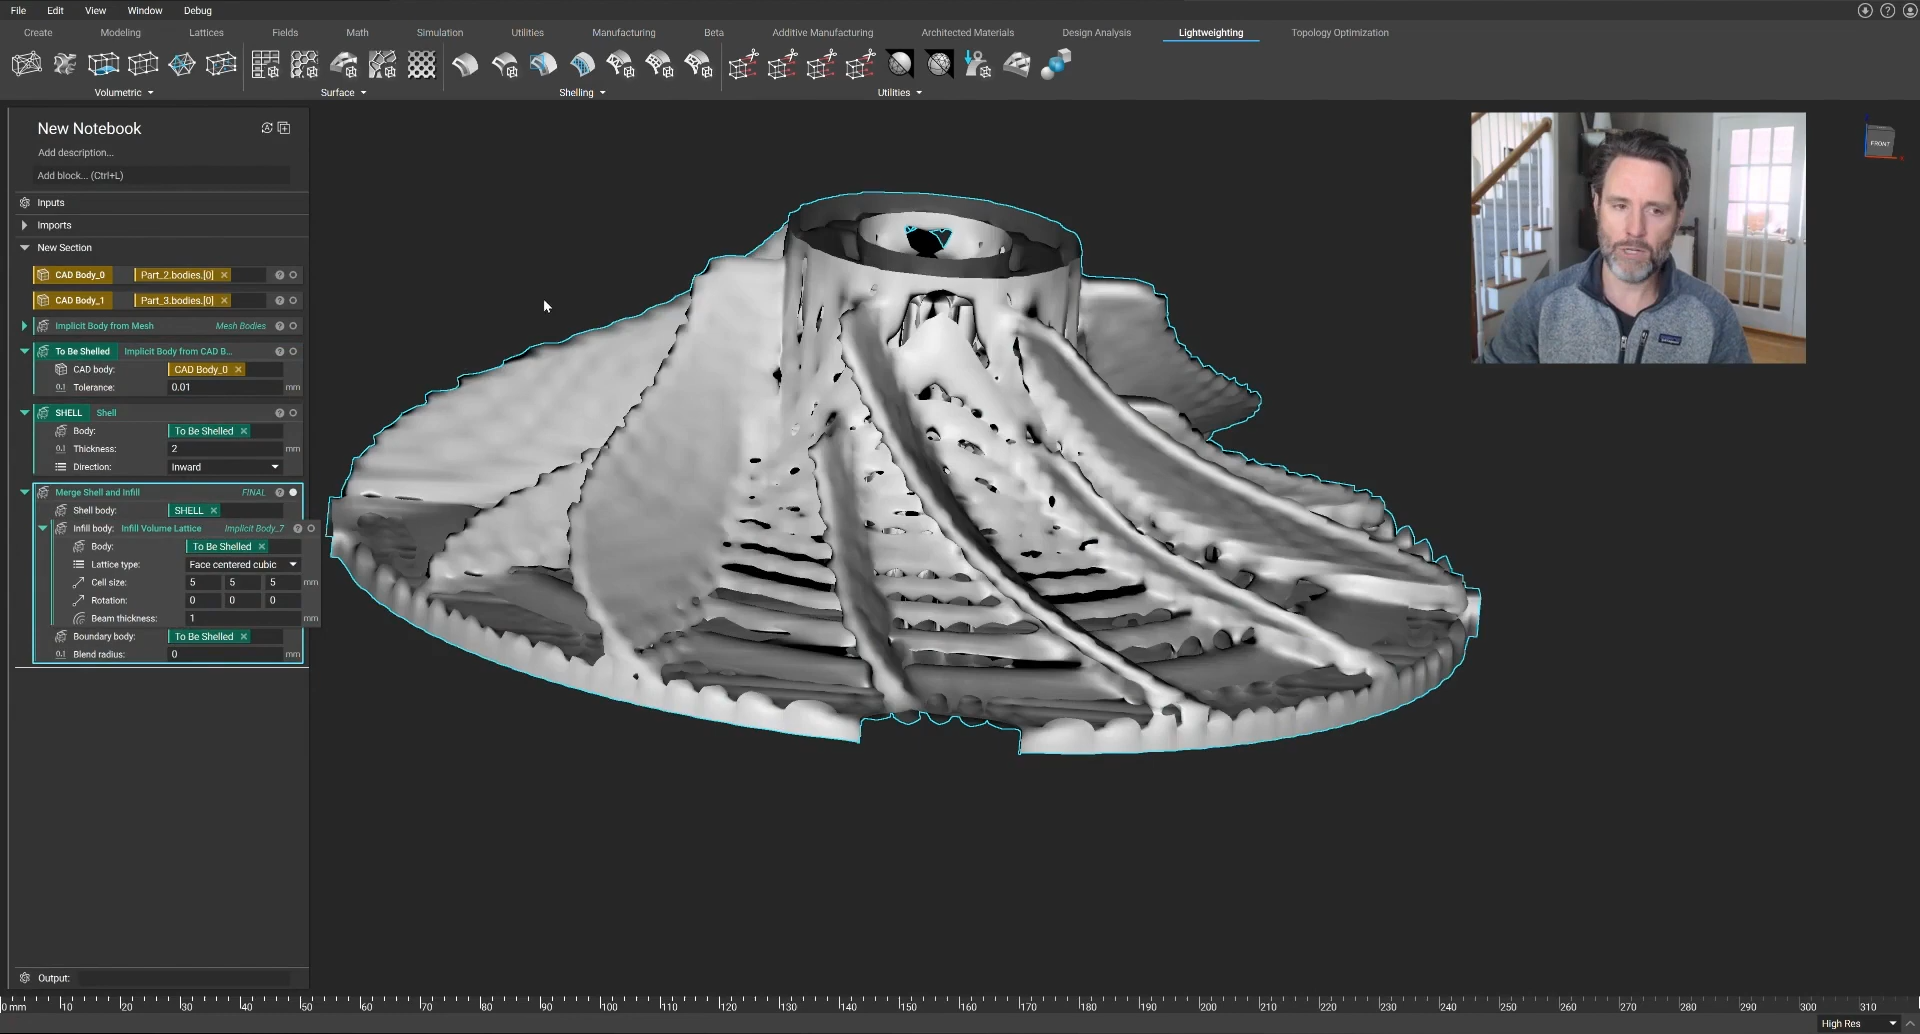 File Edit View Window Debug
Create Modeling Lattices Fields Math Simulation Utilities Manufacturing Beta Additive Manufacturing Architected Materials Design Analysis Lightweighting Topology Optimization
Volumetric Surface Shelling Utilities
New Notebook
Add description...
Add block... (Ctrl+L)
Inputs
Imports
New Section
CAD Body_0 Part_2.bodies.[0]
CAD Body_1 Part_3.bodies.[0]
Implicit Body from Mesh Mesh Bodies
To Be Shelled Implicit Body from CAD B...
CAD body: CAD Body_0
0.1 Tolerance: 0.01 mm
SHELL Shell
Body: To Be Shelled
0.1 Thickness: 2 mm
Direction: Inward
Merge Shell and Infill FINAL
Shell body: SHELL
Infill body: Infill Volume Lattice Implicit Body_7
Body: To Be Shelled
Lattice type: Face centered cubic
Cell size: 5 5 5 mm
Rotation: 0 0 0
Beam thickness: 1 mm
Boundary body: To Be Shelled
0.1 Blend radius: 0 mm
FRONT
Output:
0 mm 10 20 30 40 50 60 70 80 90 100 110 120 130 140 150 160 170 180 190 200 210 220 230 240 250 260 270 280 290 300 310
High Res